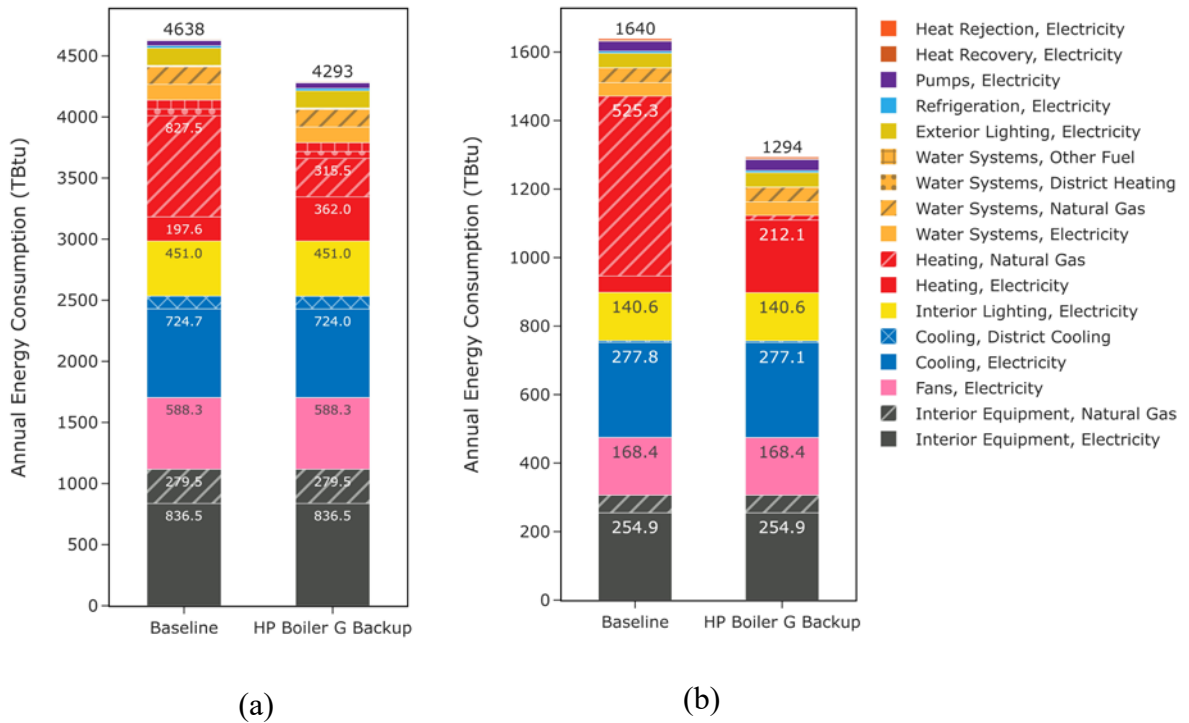 Annual Energy Consumption (TBtu)
4500
4000
3500
3000
2500
2000
1500
1000
500
0
4638
827.5
197.6
451.0
724.7
588.3
279.5
836.5
Baseline
4293
315.5
362.0
451.0
724.0
588.3
279.5
836.5
HP Boiler G Backup
(a)
Annual Energy Consumption (TBtu)
1600
1400
1200
1000
800
600
400
200
0
1640
525.3
140.6
277.8
168.4
254.9
Baseline
1294
212.1
140.6
277.1
168.4
254.9
HP Boiler G Backup
(b)
Heat Rejection, Electricity
Heat Recovery, Electricity
Pumps, Electricity
Refrigeration, Electricity
Exterior Lighting, Electricity
Water Systems, Other Fuel
Water Systems, District Heating
Water Systems, Natural Gas
Water Systems, Electricity
Heating, Natural Gas
Heating, Electricity
Interior Lighting, Electricity
Cooling, District Cooling
Cooling, Electricity
Fans, Electricity
Interior Equipment, Natural Gas
Interior Equipment, Electricity